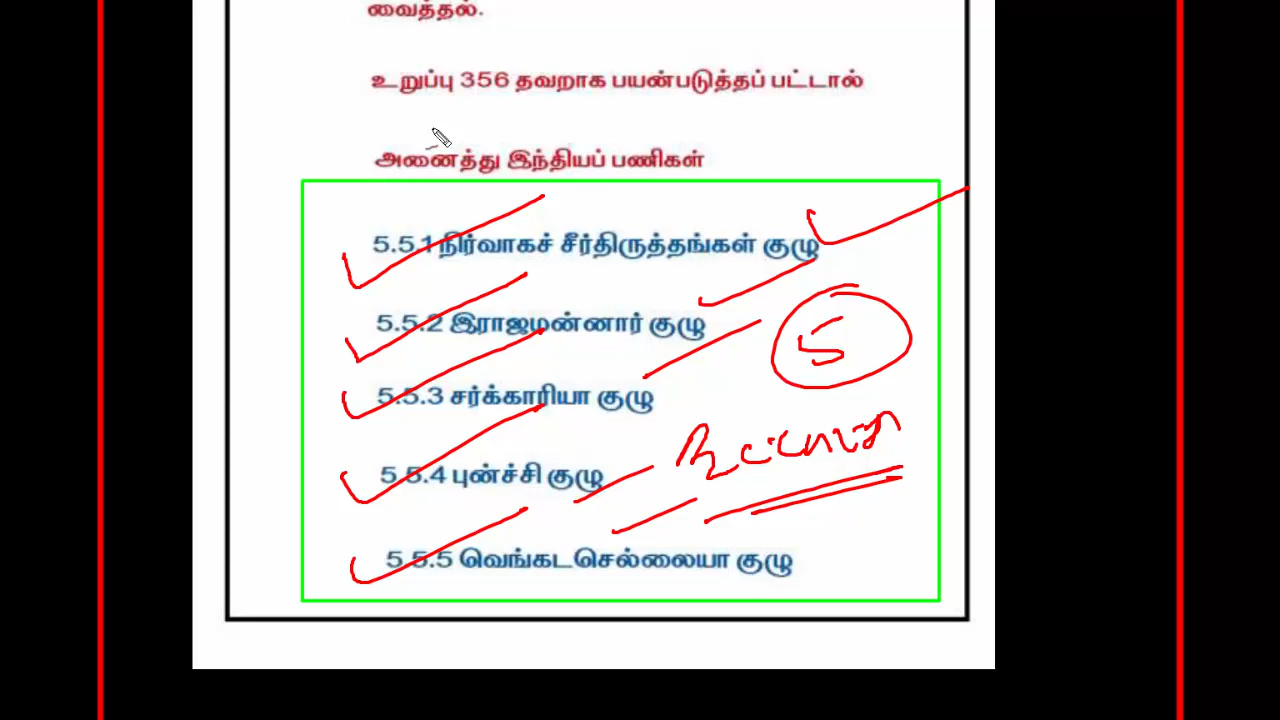 வைத்தல்.
உறுப்பு 356 தவறாக பயன்படுத்தப் பட்டால்
அனைத்து இந்தியப் பணிகள்
5.5.1 நிர்வாகச் சீர்திருத்தங்கள் குழு
5.5.2 இராஜமன்னார் குழு
5
5.5.3 சர்க்காரியா குழு
5.5.4 புன்ச்சி குழு
5.5.5 வெங்கடசெல்லையா குழு